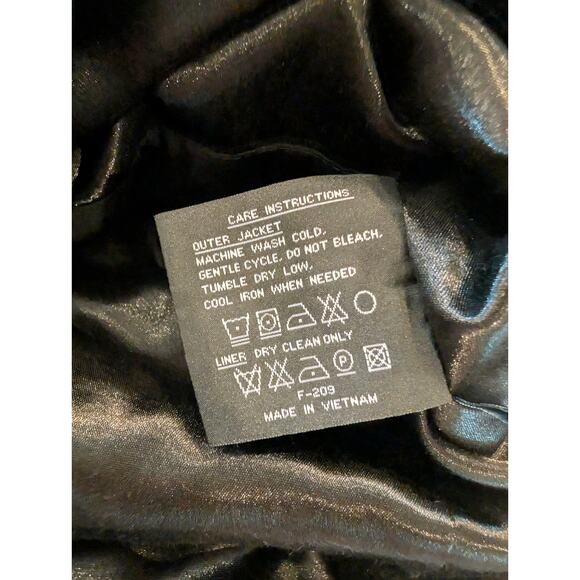 CARE INSTRUCTIONS
OUTER JACKET
MACHINE WASH COLD,
GENTLE CYCLE, DO NOT BLEACH,
TUMBLE DRY LOW,
COOL IRON WHEN NEEDED
LINER DRY CLEAN ONLY
P
F-209
MADE IN VIETNAM